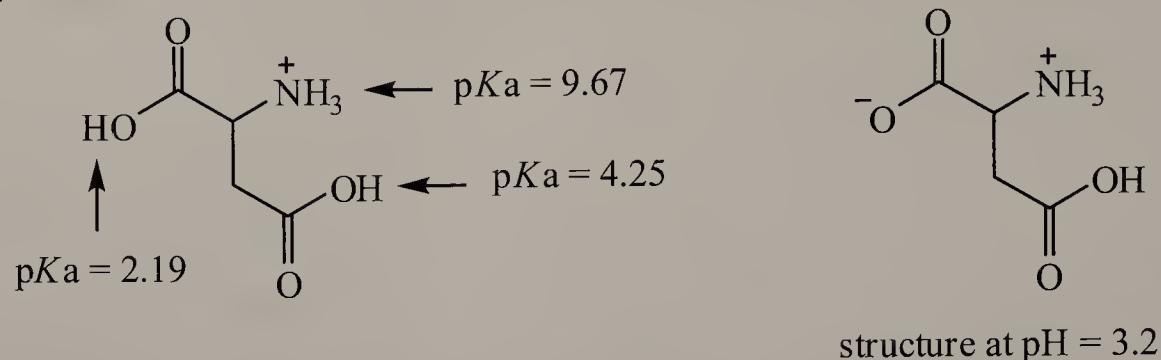 O
+
NH3
pKa = 9.67
HO
OH
pKa = 4.25
pKa = 2.19
O
O
+
NH3
−O
OH
O
structure at pH = 3.2